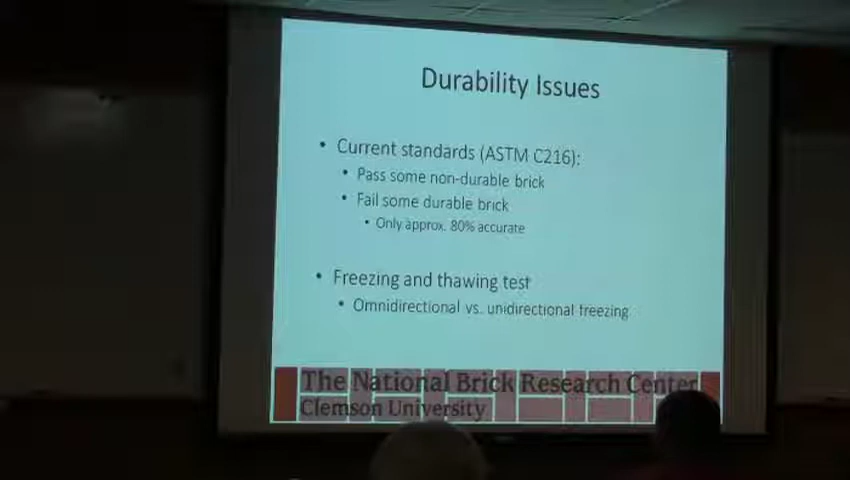 Durability Issues
• Current standards (ASTM C216):
• Pass some non-durable brick
• Fail some durable brick
• Only approx. 80% accurate
• Freezing and thawing test
• Omnidirectional vs. unidirectional freezing
The National Brick Research Center
Clemson University